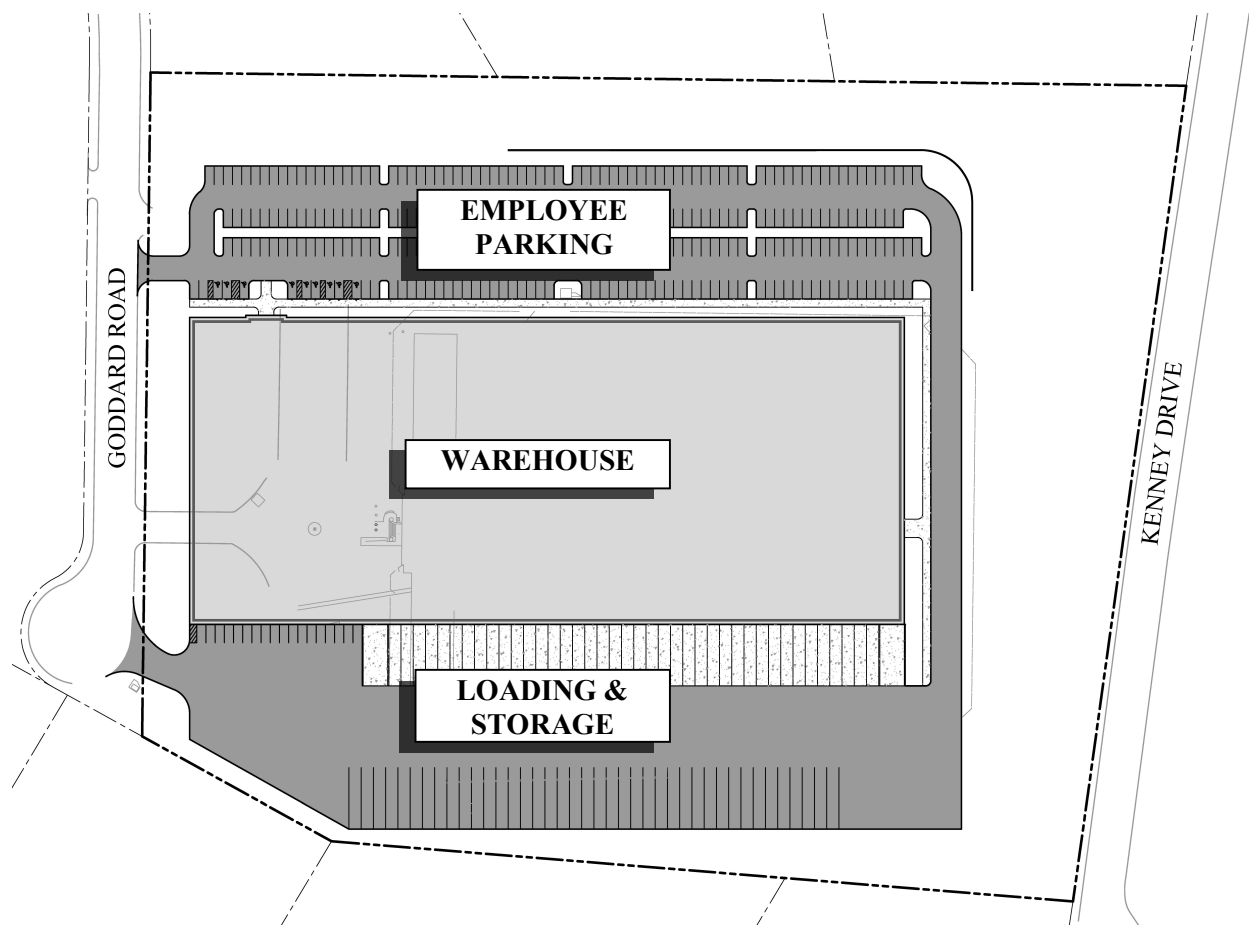 EMPLOYEE
PARKING
GODDARD ROAD
KENNEY DRIVE
WAREHOUSE
LOADING &
STORAGE